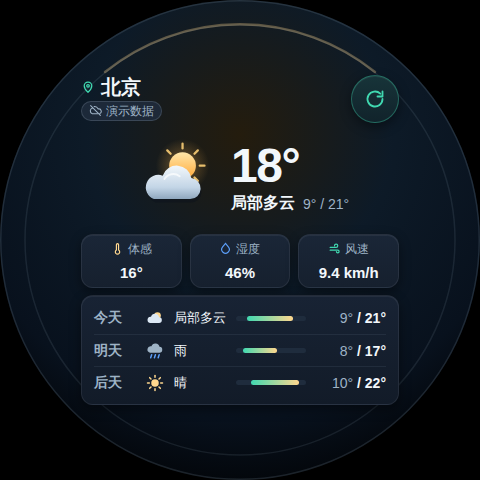 北京
演示数据
18°
局部多云 9° / 21°
体感 湿度 风速
16° 46% 9.4 km/h
今天 局部多云 9° / 21°
明天 雨 8° / 17°
后天 晴 10° / 22°